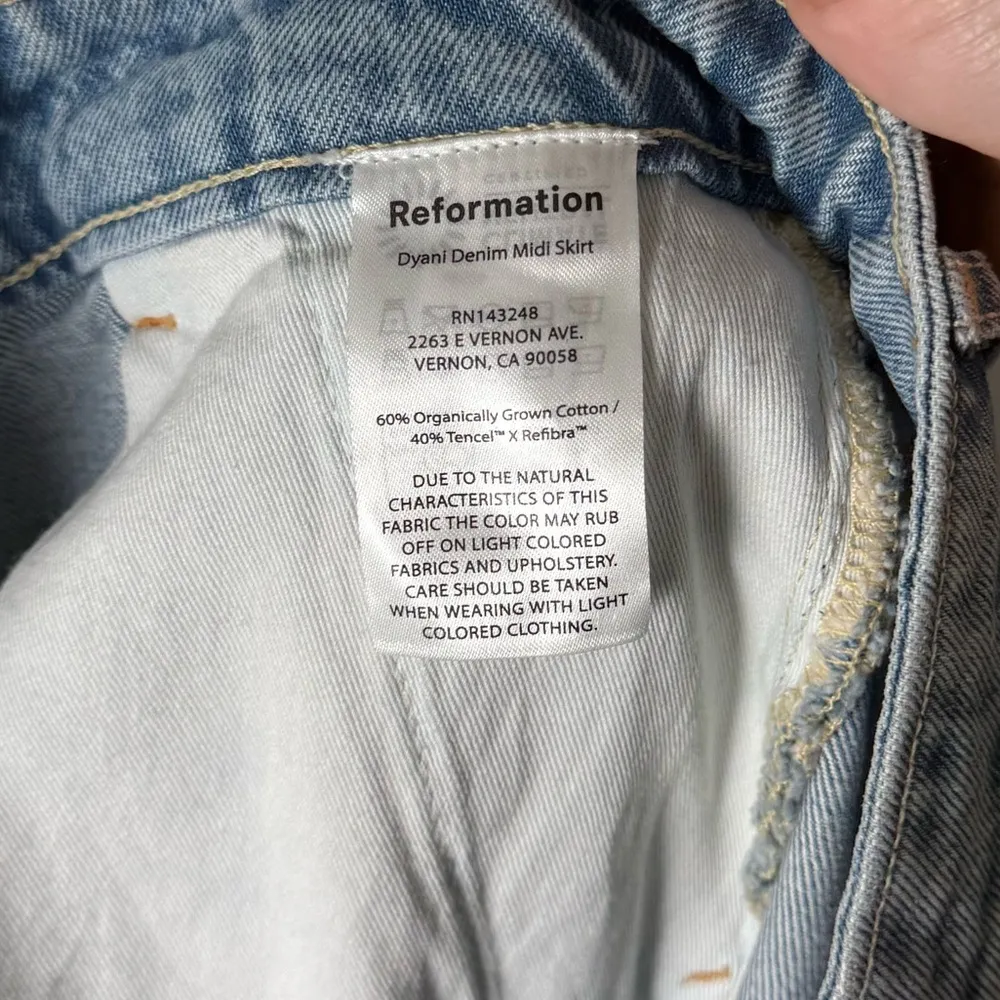 Reformation
Dyani Denim Midi Skirt
RN143248
2263 E VERNON AVE.
VERNON, CA 90058
60% Organically Grown Cotton /
40% Tencel™ X Refibra™
DUE TO THE NATURAL
CHARACTERISTICS OF THIS
FABRIC THE COLOR MAY RUB
OFF ON LIGHT COLORED
FABRICS AND UPHOLSTERY.
CARE SHOULD BE TAKEN
WHEN WEARING WITH LIGHT
COLORED CLOTHING.